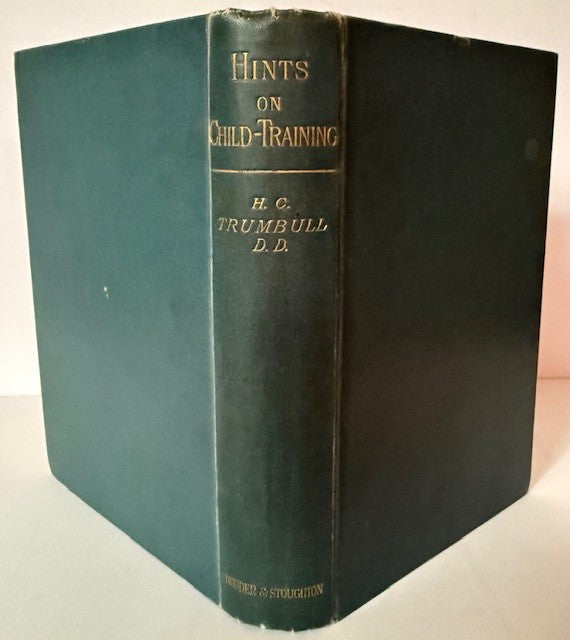 HINTS
ON
CHILD-TRAINING
H. C.
TRUMBULL
D. D.
HODDER & STOUGHTON